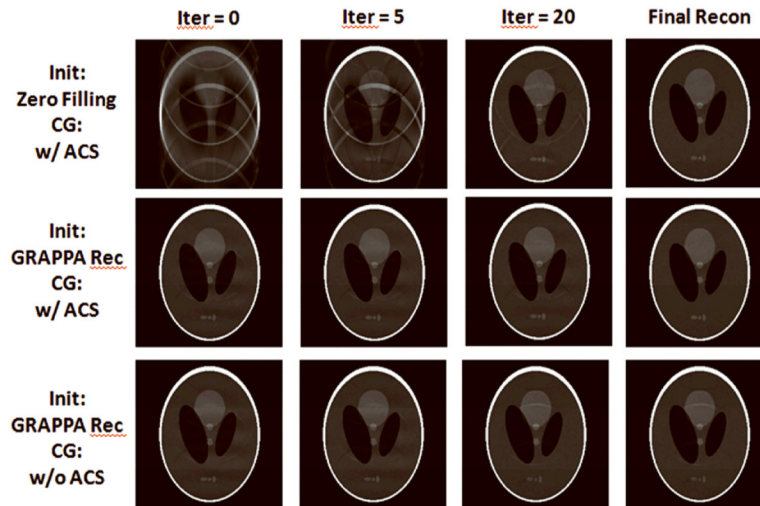 Iter = 0 Iter = 5 Iter = 20 Final Recon
Init:
Zero Filling
CG:
w/ ACS
Init:
GRAPPA Rec
CG:
w/ ACS
Init:
GRAPPA Rec
CG:
w/o ACS